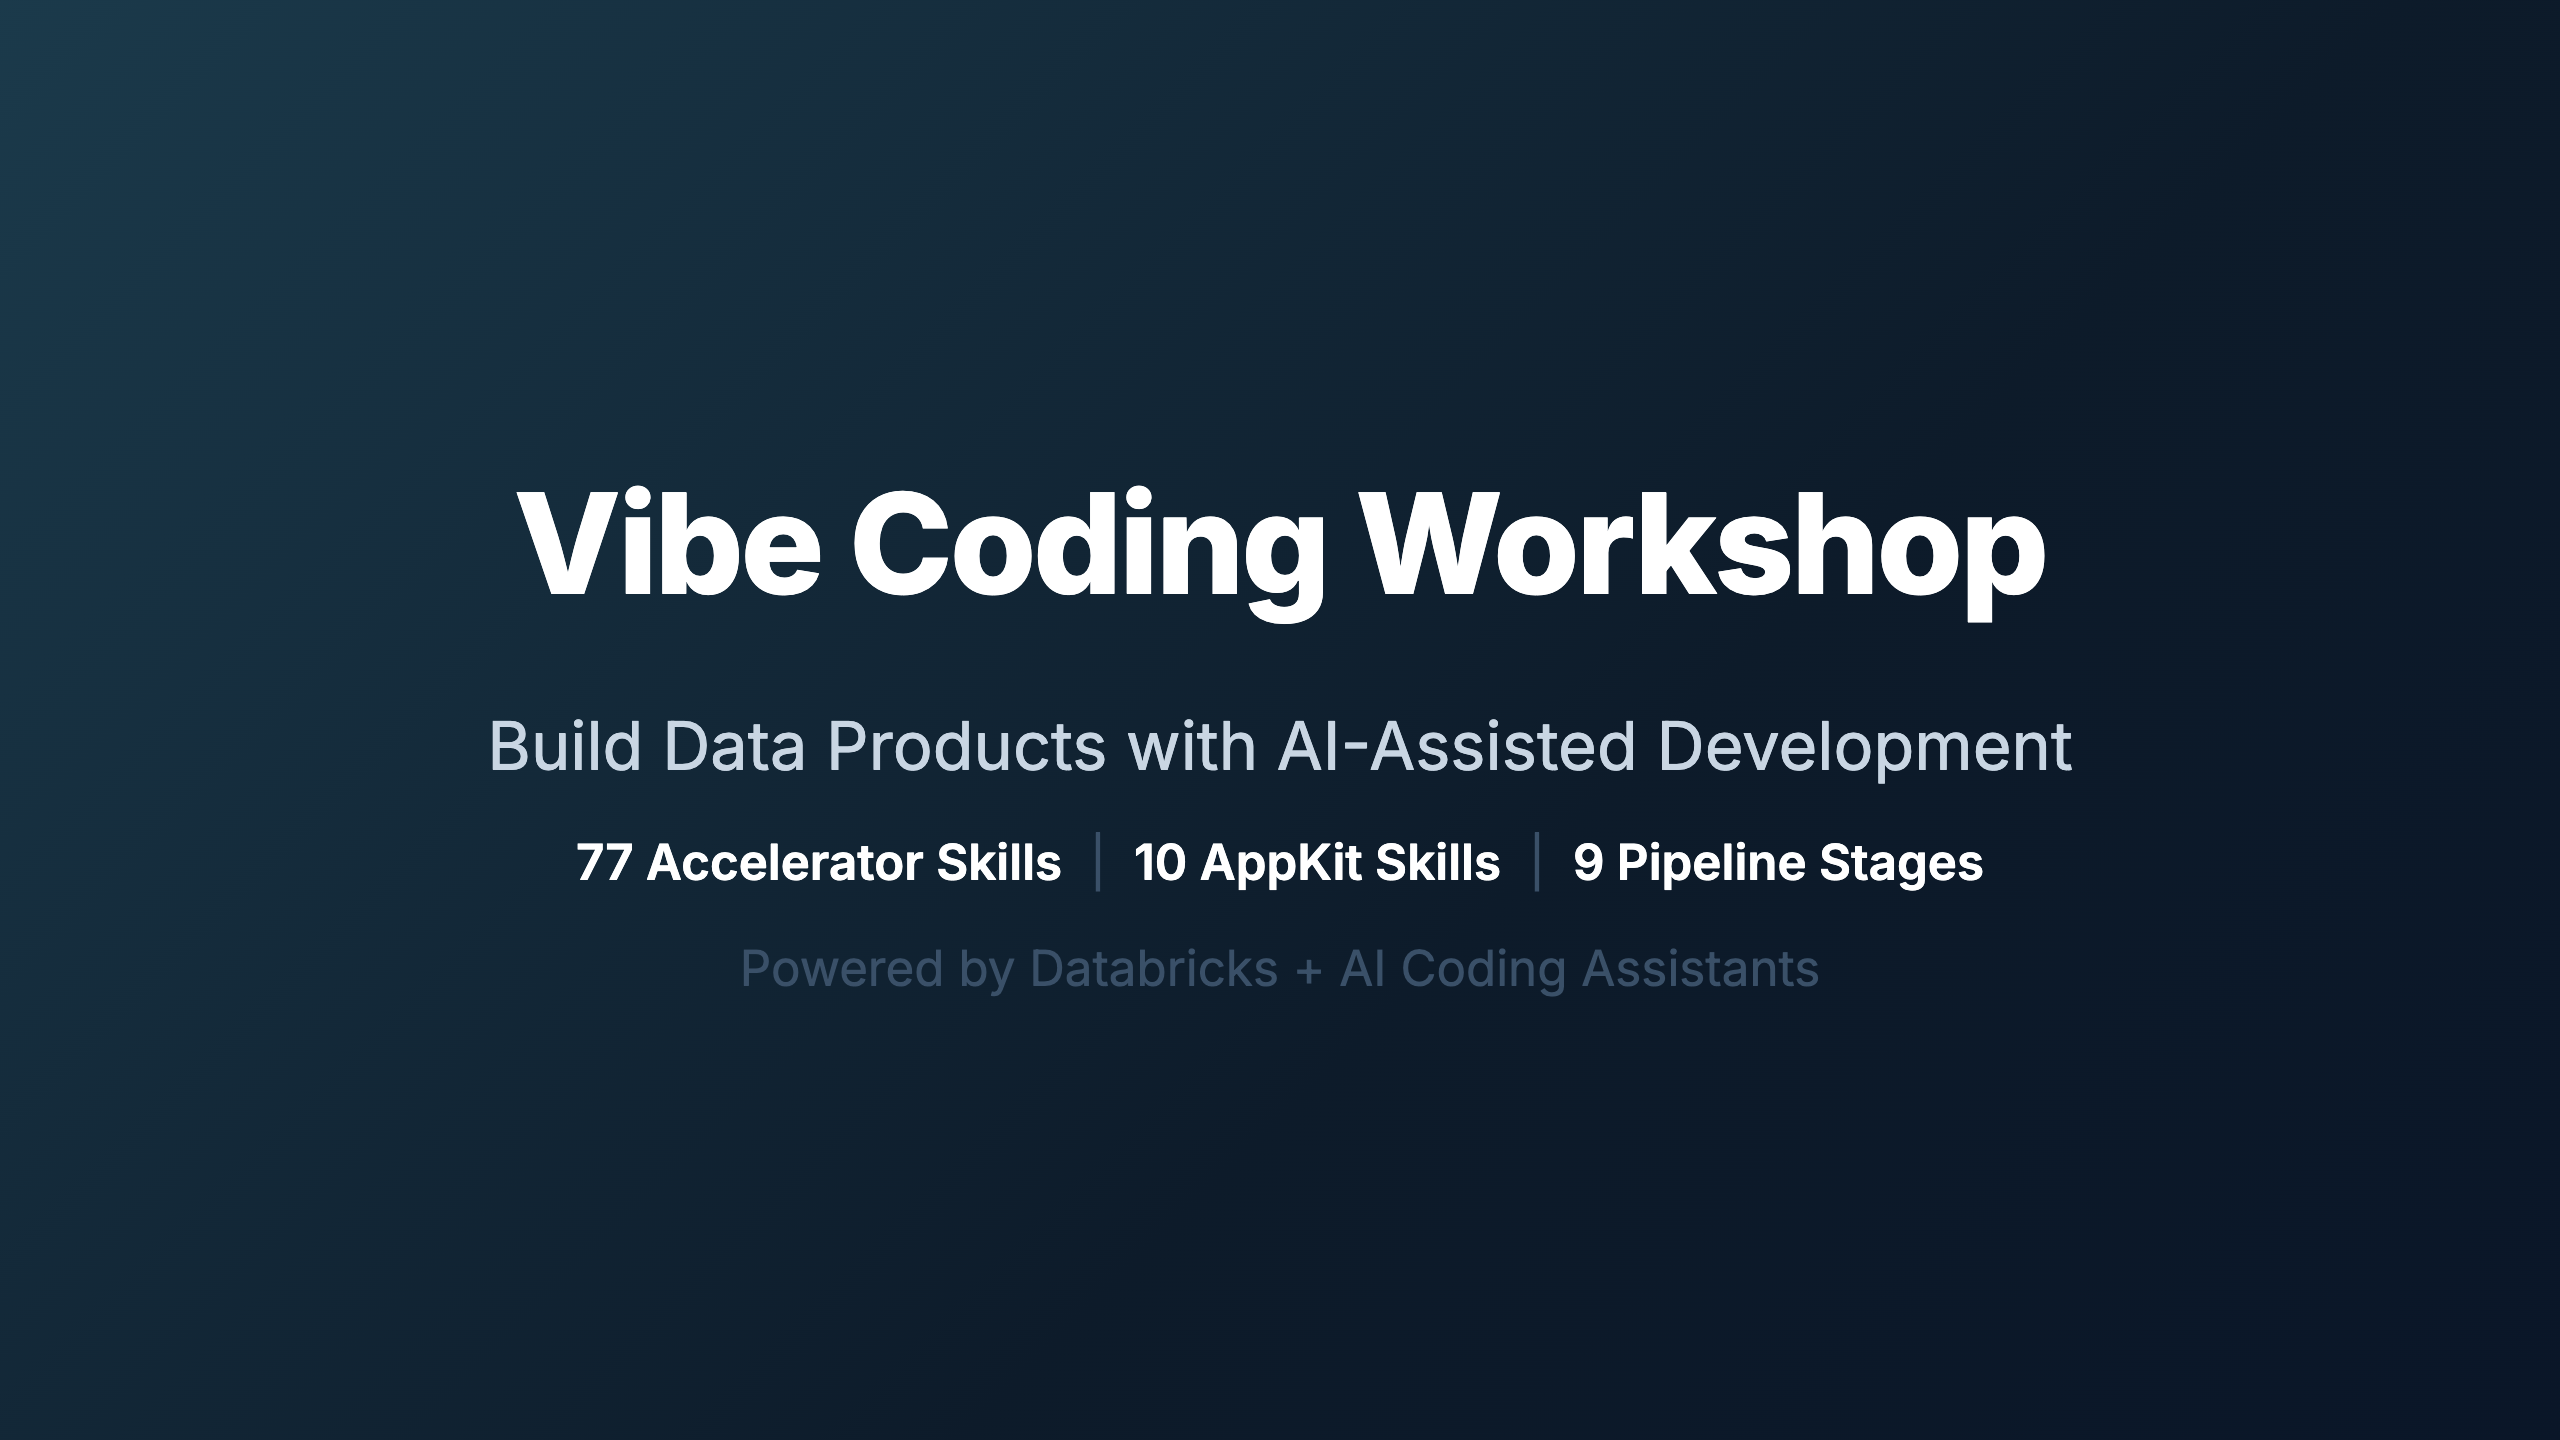 Vibe Coding Workshop
Build Data Products with AI-Assisted Development
77 Accelerator Skills | 10 AppKit Skills | 9 Pipeline Stages
Powered by Databricks + AI Coding Assistants